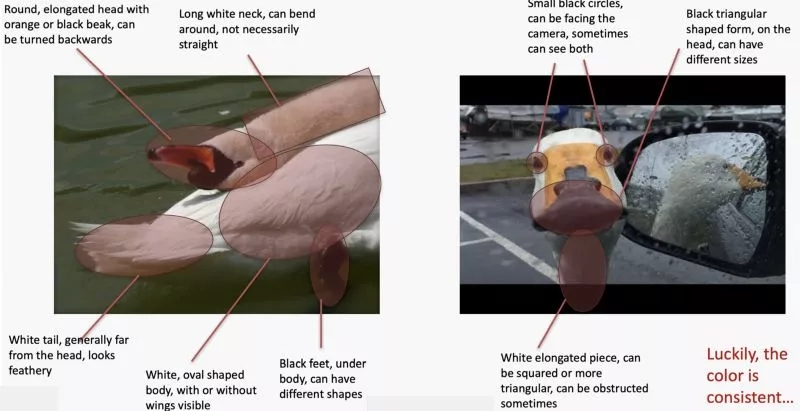 Round, elongated head with
orange or black beak, can
be turned backwards
Long white neck, can bend
around, not necessarily
straight
Small black circles,
can be facing the
camera, sometimes
can see both
Black triangular
shaped form, on the
head, can have
different sizes
White tail, generally far
from the head, looks
feathery
White, oval shaped
body, with or without
wings visible
Black feet, under
body, can have
different shapes
White elongated piece, can
be squared or more
triangular, can be obstructed
sometimes
Luckily, the
color is
consistent…